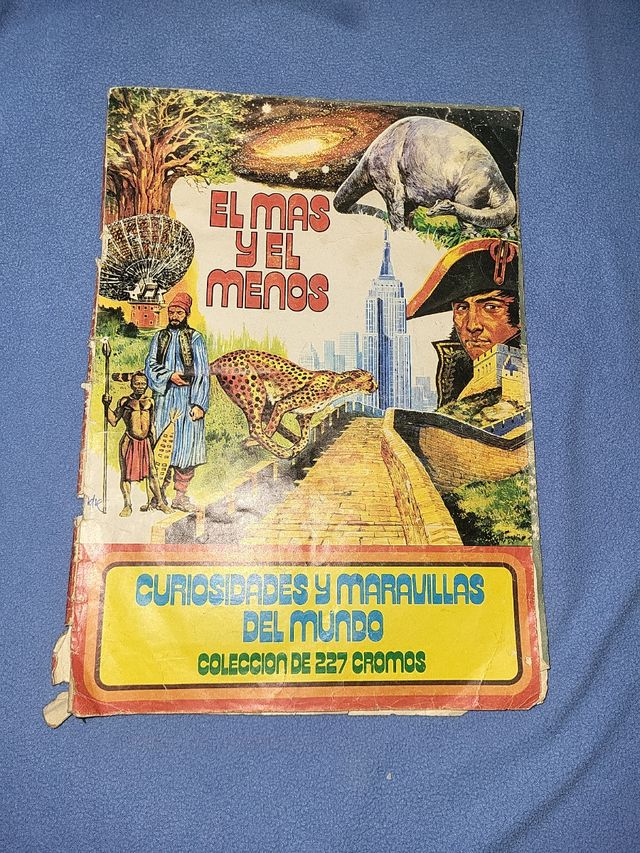 EL MAS
Y EL
MENOS
CURIOSIDADES Y MARAVILLAS
DEL MUNDO
COLECCION DE 227 CROMOS